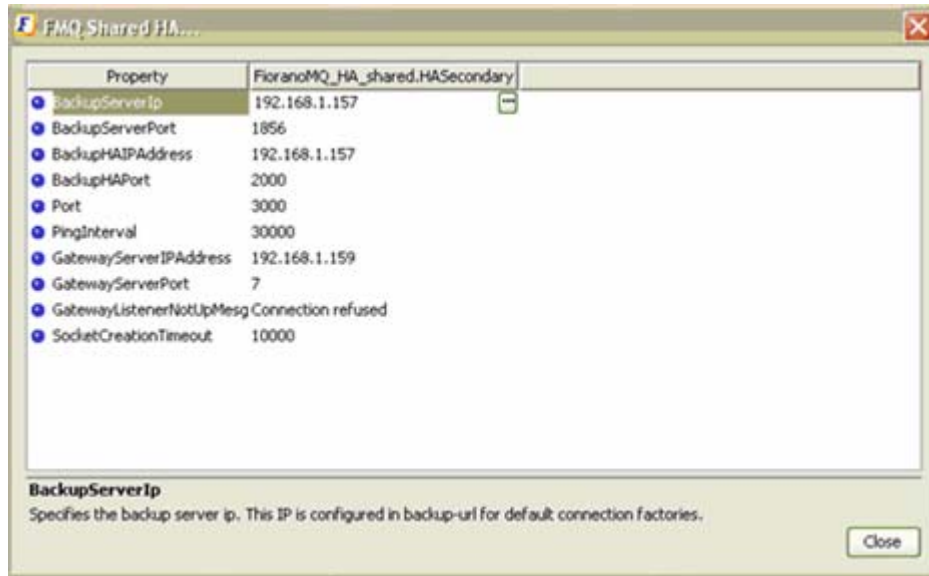 FMQ Shared HA...
Property FioranoMQ_HA_shared.HASecondary
BackupServerIp 192.168.1.157
BackupServerPort 1856
BackupHAIPAddress 192.168.1.157
BackupHAPort 2000
Port 3000
PingInterval 30000
GatewayServerIPAddress 192.168.1.159
GatewayServerPort 7
GatewayListenerNotUpMesg Connection refused
SocketCreationTimeout 10000
BackupServerIp
Specifies the backup server ip. This IP is configured in backup-url for default connection factories.
Close